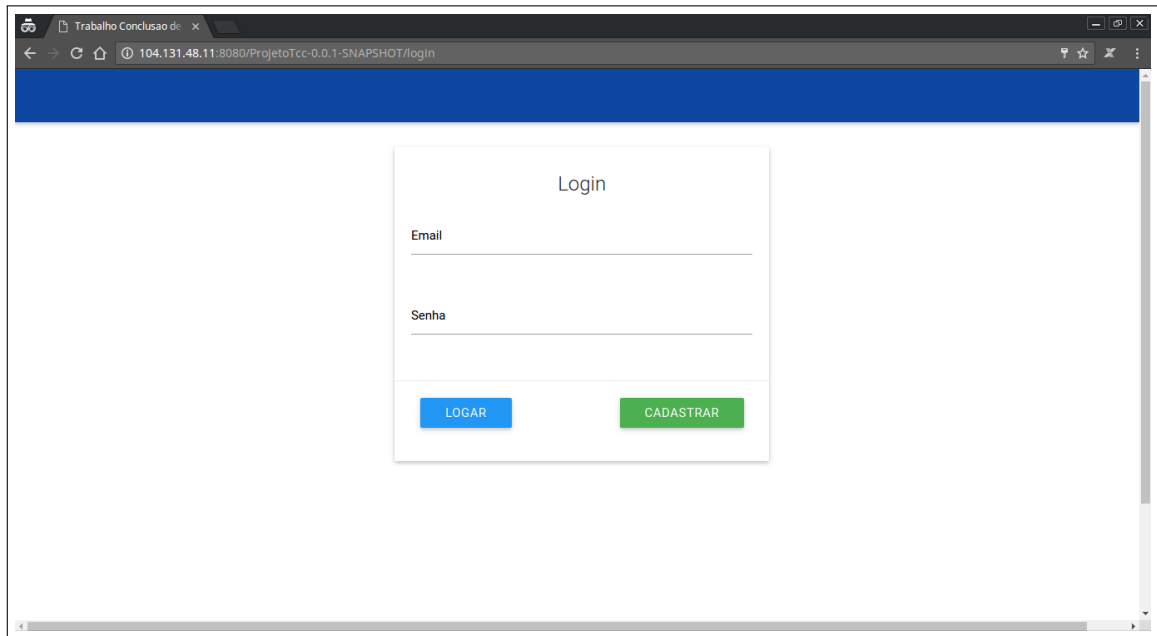 Trabalho Conclusao de
104.131.48.11:8080/ProjetoTcc-0.0.1-SNAPSHOT/login
Login
Email
Senha
LOGAR CADASTRAR